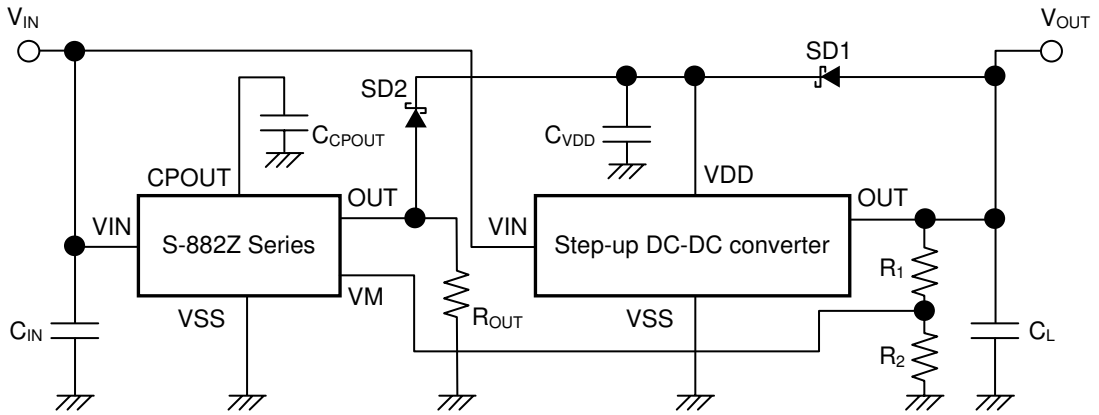 VIN
VOUT
SD1
SD2
CCPOUT
CVDD
CPOUT
VDD
OUT
OUT
VIN
S-882Z Series
VIN
Step-up DC-DC converter
R1
VM
VSS
ROUT
VSS
CIN
R2
CL